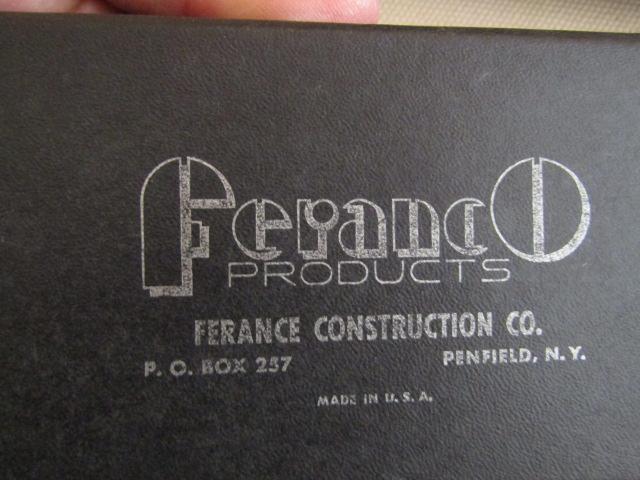 FerancO
PRODUCTS
FERANCE CONSTRUCTION CO.
P. O. BOX 257 PENFIELD, N. Y.
MADE IN U. S. A.